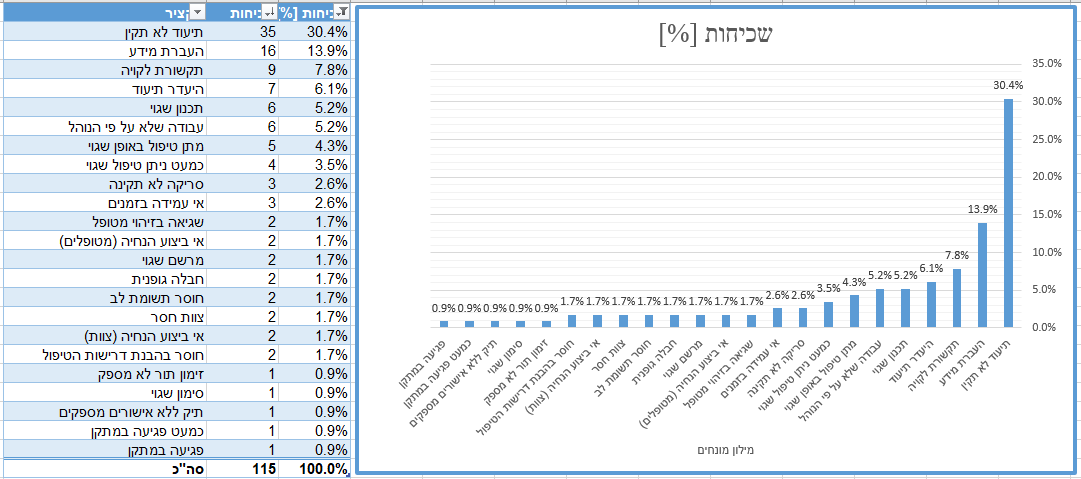 תקציר שכיחות שכיחות [%]
תיעוד לא תקין 35 30.4%
העברת מידע 16 13.9%
תקשורת לקויה 9 7.8%
היעדר תיעוד 7 6.1%
תכנון שגוי 6 5.2%
עבודה שלא על פי הנוהל 6 5.2%
מתן טיפול באופן שגוי 5 4.3%
כמעט ניתן טיפול שגוי 4 3.5%
סריקה לא תקינה 3 2.6%
אי עמידה בזמנים 3 2.6%
שגיאה בזיהוי מטופל 2 1.7%
אי ביצוע הנחיה (מטופלים) 2 1.7%
מרשם שגוי 2 1.7%
חבלה גופנית 2 1.7%
חוסר תשומת לב 2 1.7%
צוות חסר 2 1.7%
אי ביצוע הנחיה (צוות) 2 1.7%
חוסר בהבנת דרישות הטיפול 2 1.7%
זימון תור לא מספק 1 0.9%
סימון שגוי 1 0.9%
תיק ללא אישורים מספקים 1 0.9%
כמעט פגיעה במתקן 1 0.9%
פגיעה במתקן 1 0.9%
סה"כ 115 100.0%
שכיחות [%]
35.0%
30.0%
25.0%
20.0%
15.0%
10.0%
5.0%
0.0%
30.4%
13.9%
7.8%
6.1%
5.2%
5.2%
4.3%
3.5%
2.6%
2.6%
1.7%
1.7%
1.7%
1.7%
1.7%
1.7%
1.7%
1.7%
0.9%
0.9%
0.9%
0.9%
0.9%
תיעוד לא תקין
העברת מידע
תקשורת לקויה
היעדר תיעוד
תכנון שגוי
עבודה שלא על פי הנוהל
מתן טיפול באופן שגוי
כמעט ניתן טיפול שגוי
סריקה לא תקינה
אי עמידה בזמנים
שגיאה בזיהוי מטופל
אי ביצוע הנחיה (מטופלים)
מרשם שגוי
חבלה גופנית
חוסר תשומת לב
צוות חסר
אי ביצוע הנחיה (צוות)
חוסר בהבנת דרישות הטיפול
זימון תור לא מספק
סימון שגוי
תיק ללא אישורים מספקים
כמעט פגיעה במתקן
פגיעה במתקן
מילון מונחים